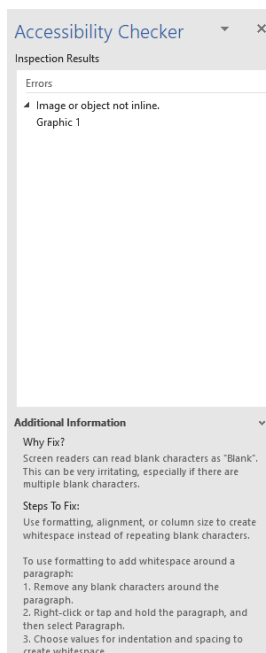 Accessibility Checker
Inspection Results
Errors
Image or object not inline.
Graphic 1
Additional Information
Why Fix?
Screen readers can read blank characters as "Blank".
This can be very irritating, especially if there are
multiple blank characters.
Steps To Fix:
Use formatting, alignment, or column size to create
whitespace instead of repeating blank characters.
To use formatting to add whitespace around a
paragraph:
1. Remove any blank characters around the
paragraph.
2. Right-click or tap and hold the paragraph, and
then select Paragraph.
3. Choose values for indentation and spacing to
create whitespace.